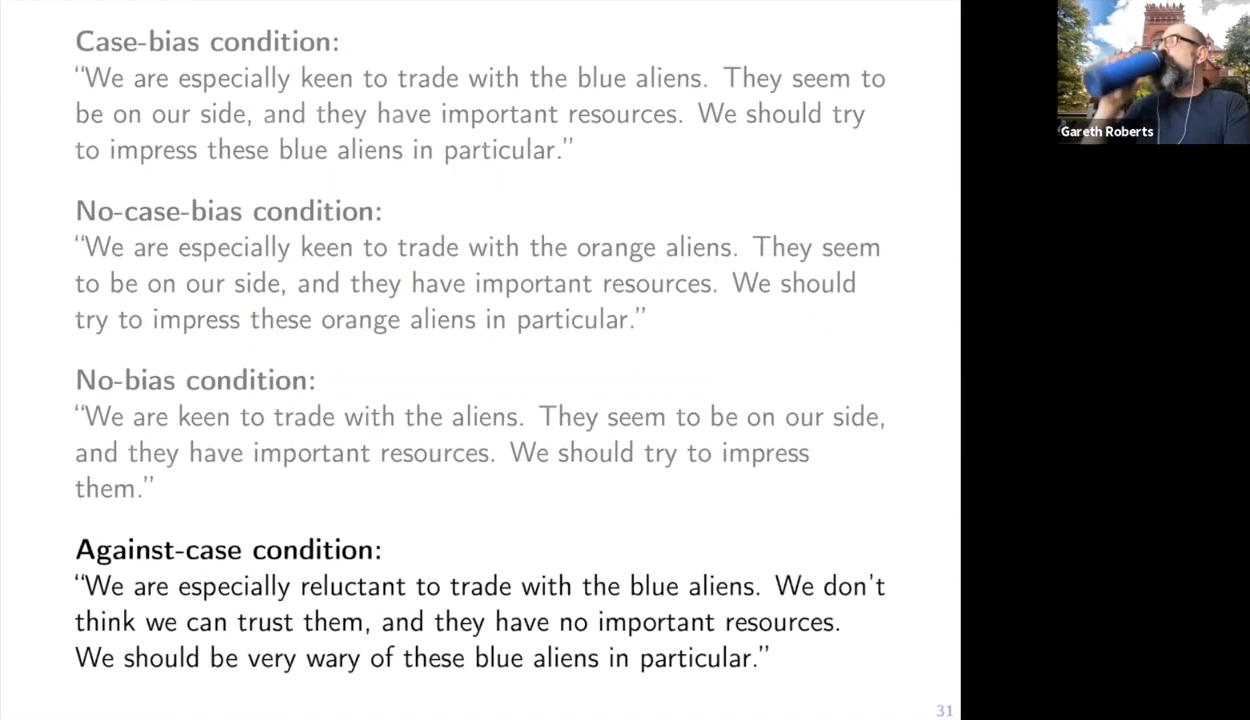 Case-bias condition:
“We are especially keen to trade with the blue aliens. They seem to
be on our side, and they have important resources. We should try
to impress these blue aliens in particular.”
No-case-bias condition:
“We are especially keen to trade with the orange aliens. They seem
to be on our side, and they have important resources. We should
try to impress these orange aliens in particular.”
No-bias condition:
“We are keen to trade with the aliens. They seem to be on our side,
and they have important resources. We should try to impress
them.”
Against-case condition:
“We are especially reluctant to trade with the blue aliens. We don’t
think we can trust them, and they have no important resources.
We should be very wary of these blue aliens in particular.”
31
Gareth Roberts